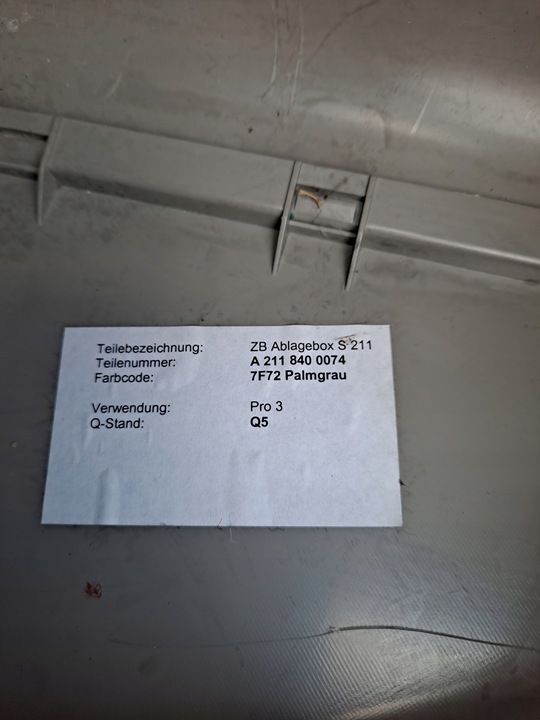 Teilebezeichnung: ZB Ablagebox S 211
Teilenummer: A 211 840 0074
Farbcode: 7F72 Palmgrau
Verwendung: Pro 3
Q-Stand: Q5